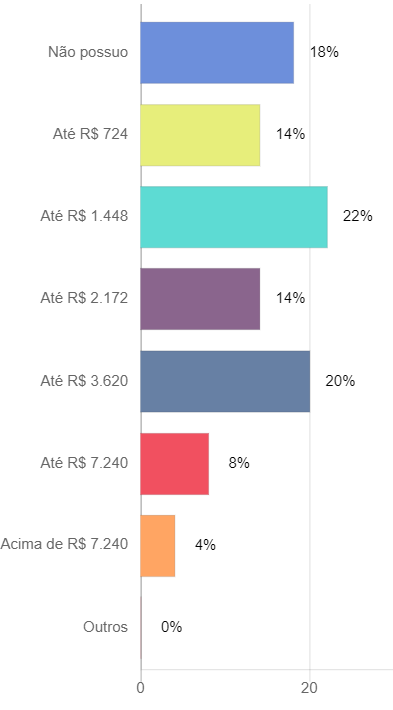 Não possuo 18%
Até R$ 724 14%
Até R$ 1.448 22%
Até R$ 2.172 14%
Até R$ 3.620 20%
Até R$ 7.240 8%
Acima de R$ 7.240 4%
Outros 0%
0 20